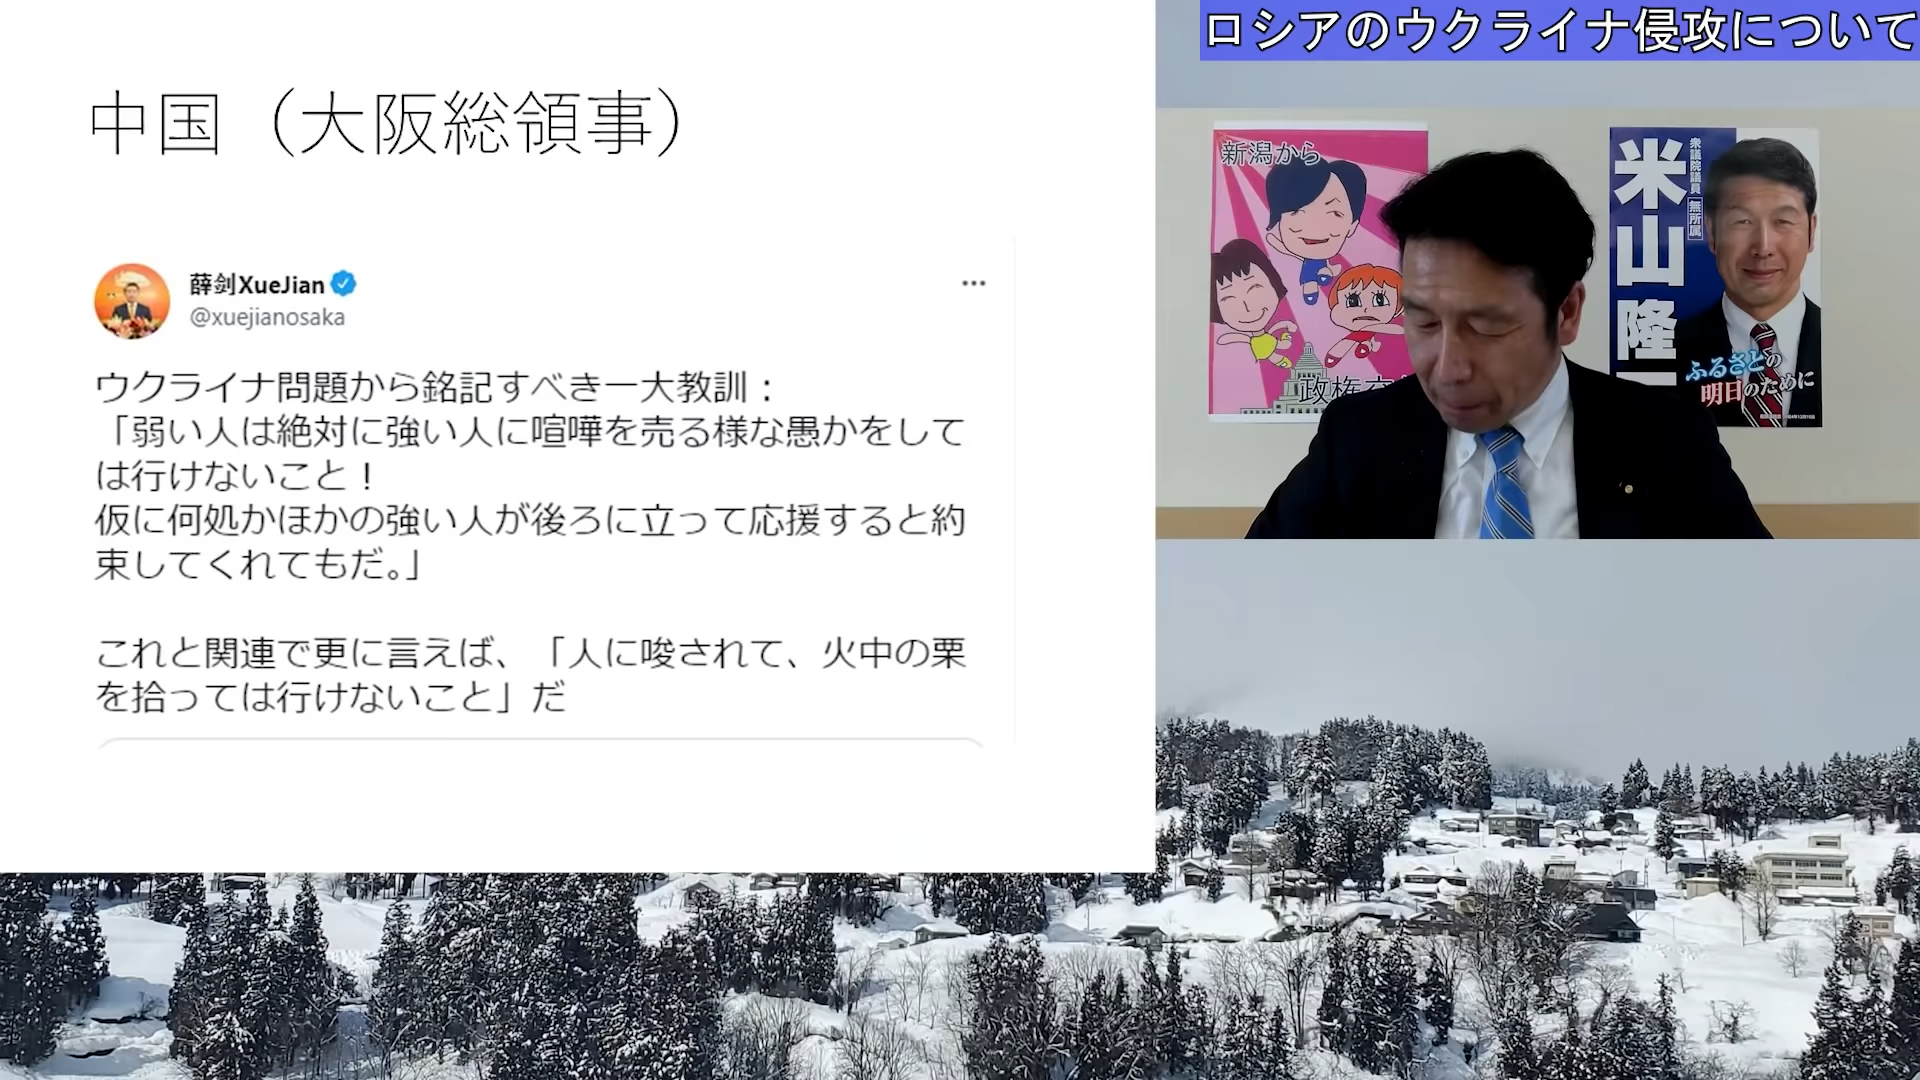 ロシアのウクライナ侵攻について
中国（大阪総領事）
薛剑XueJian
@xuejianosaka
ウクライナ問題から銘記すべき一大教訓：
「弱い人は絶対に強い人に喧嘩を売る様な愚かをして
は行けないこと！
仮に何処かほかの強い人が後ろに立って応援すると約
束してくれてもだ。」
これと関連で更に言えば、「人に唆されて、火中の栗
を拾っては行けないこと」だ
新潟から
政権交
衆議院議員 無所属
米山隆一
ふるさとの
明日のために